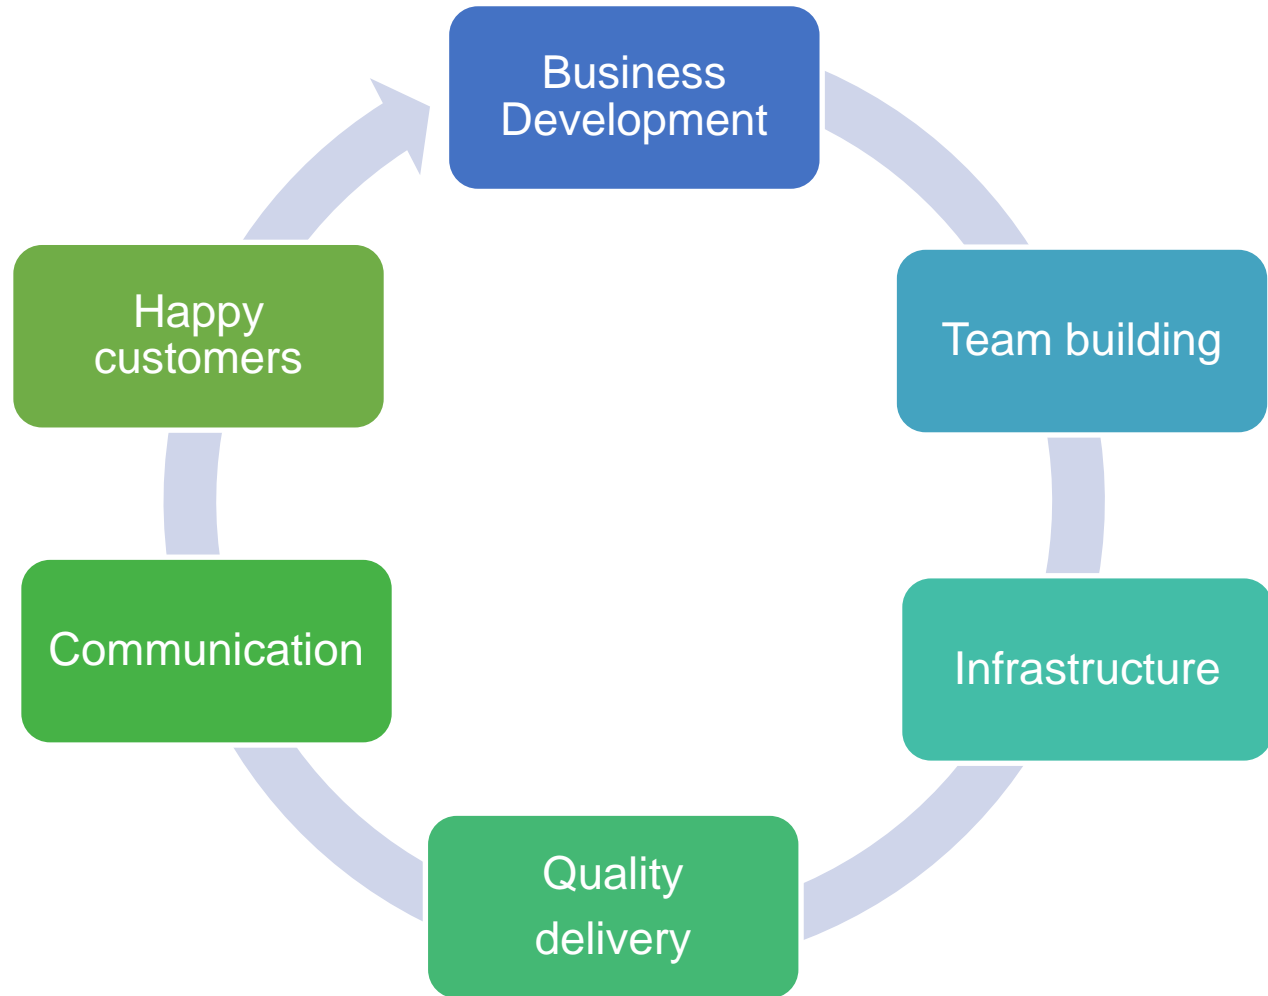 Business
Development
Team building
Infrastructure
Quality
delivery
Communication
Happy
customers